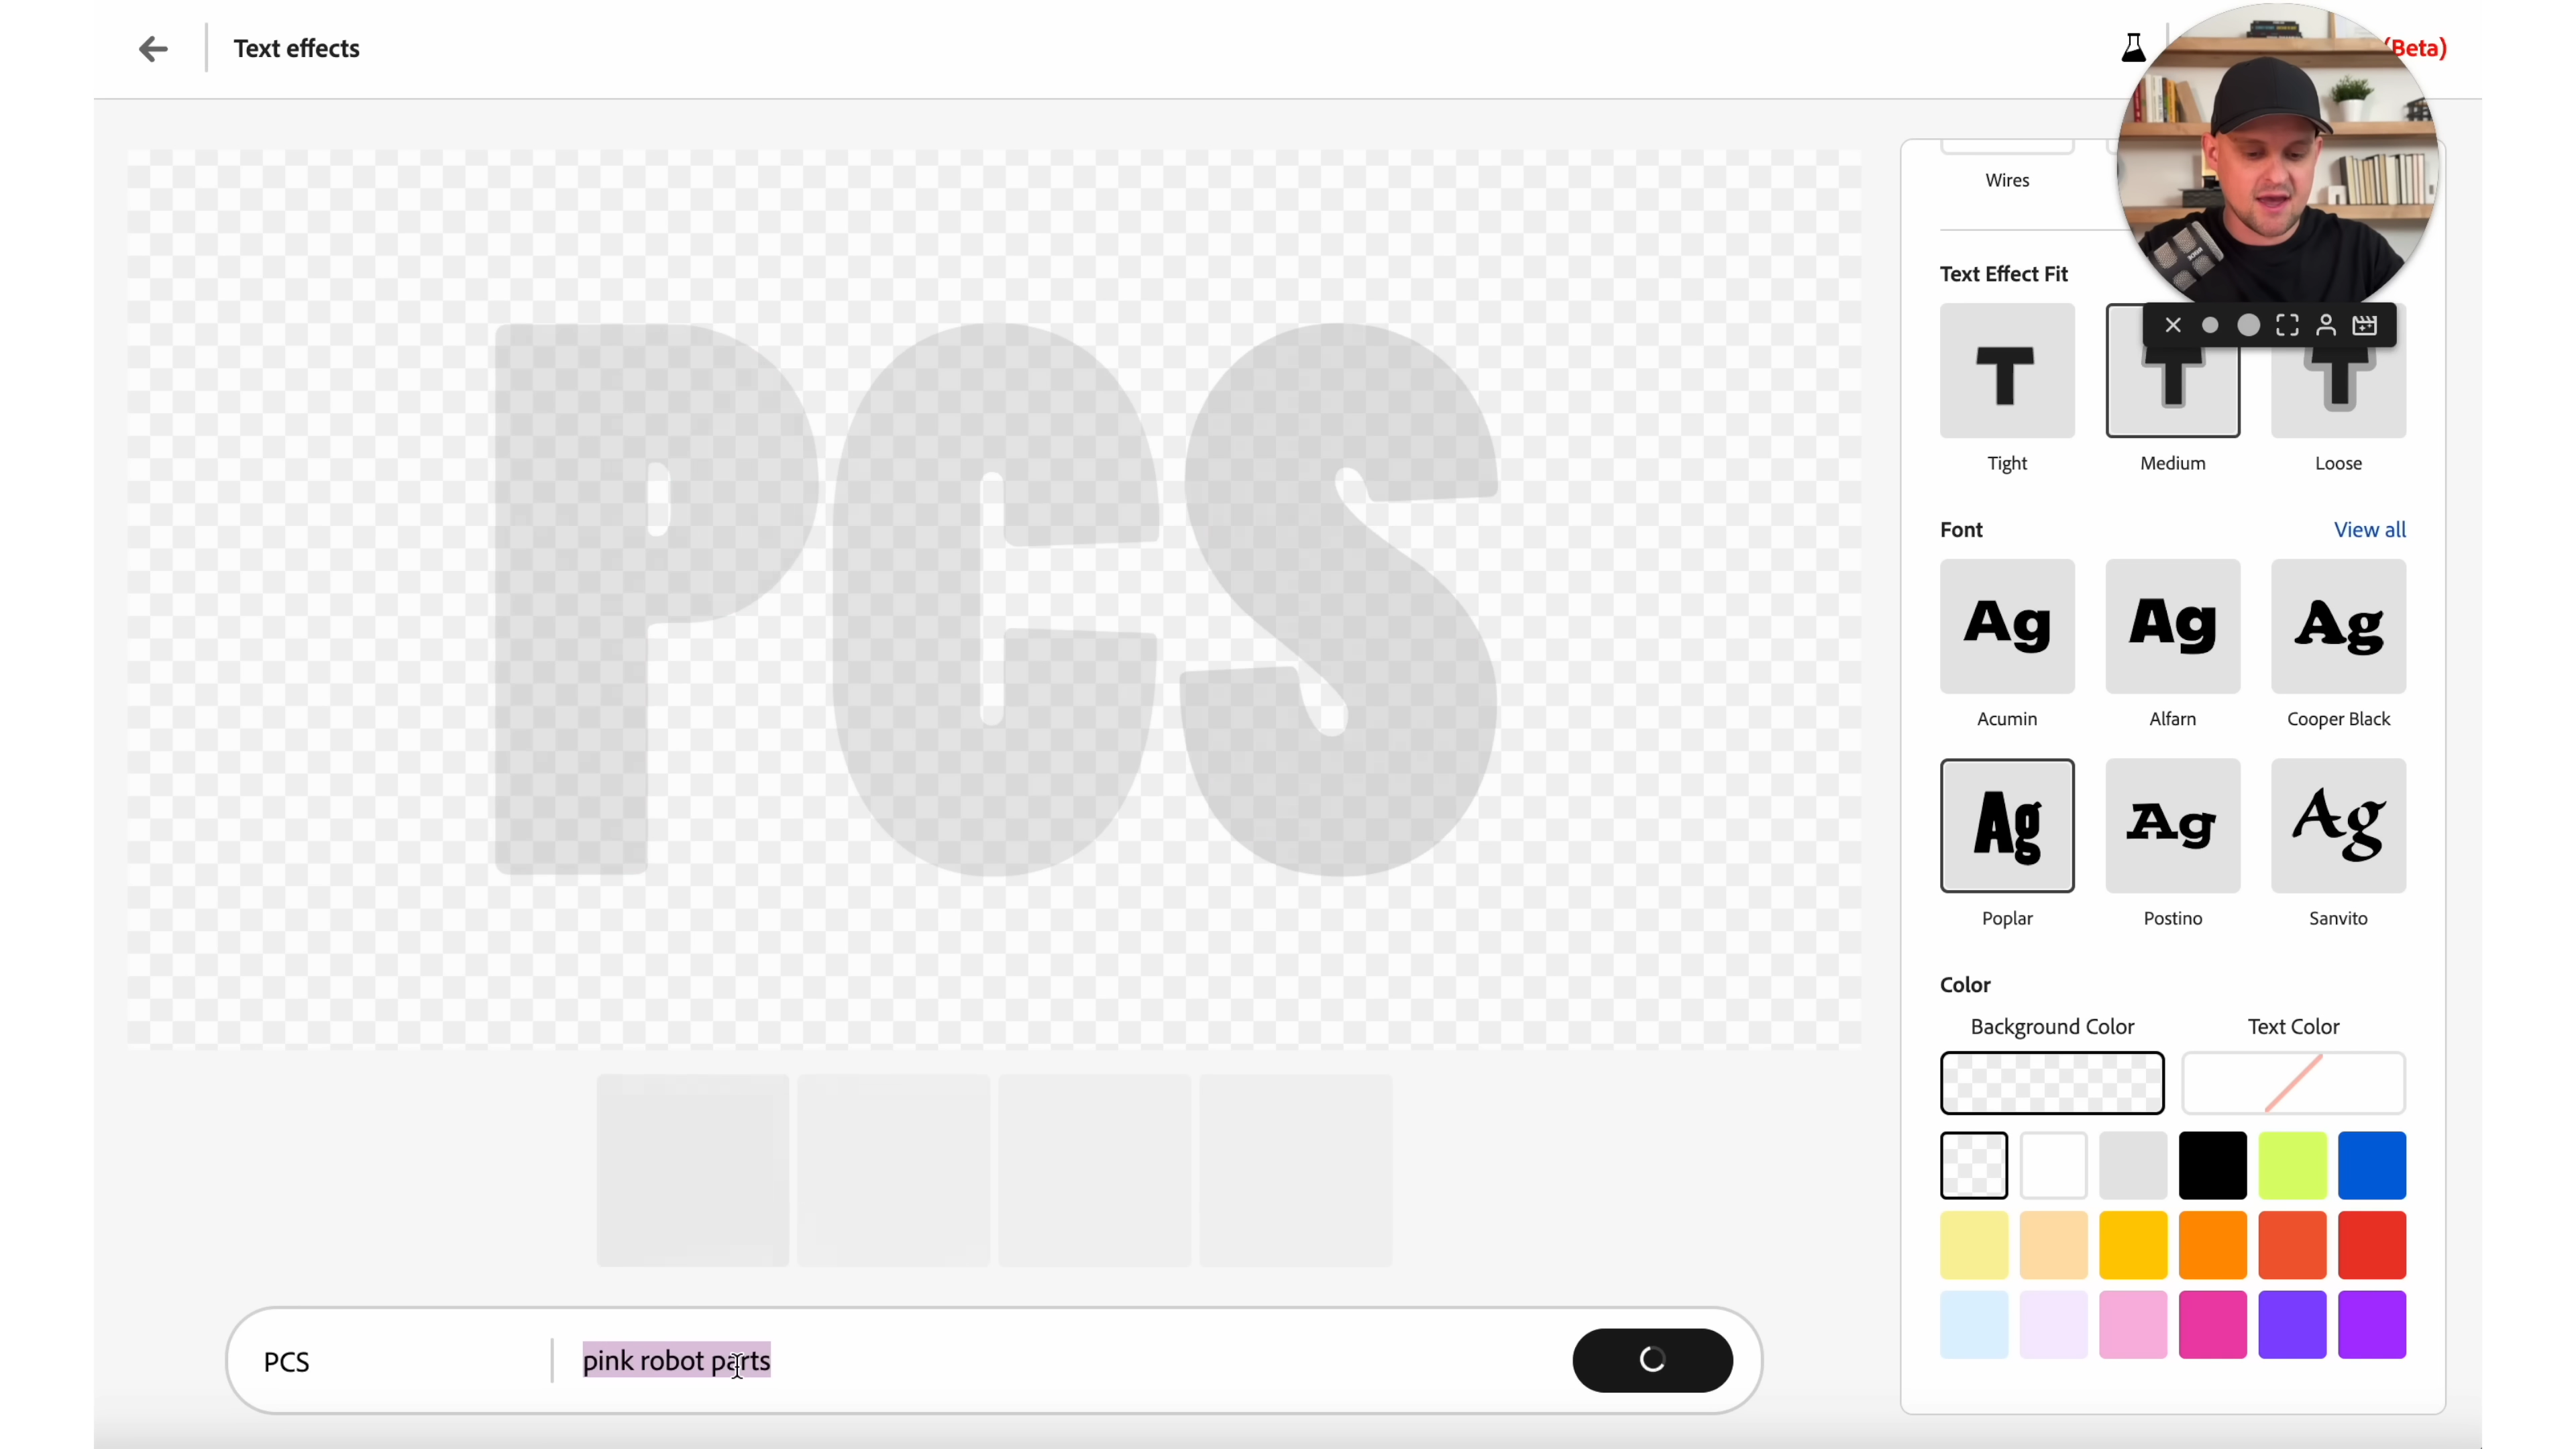 Text effects
(Beta)
Wires
Text Effect Fit
T
T
T
Tight
Medium
Loose
Font
View all
Ag
Ag
Ag
Acumin
Alfarn
Cooper Black
Ag
Ag
Ag
Poplar
Postino
Sanvito
Color
Background Color
Text Color
PCS
PCS
pink robot parts